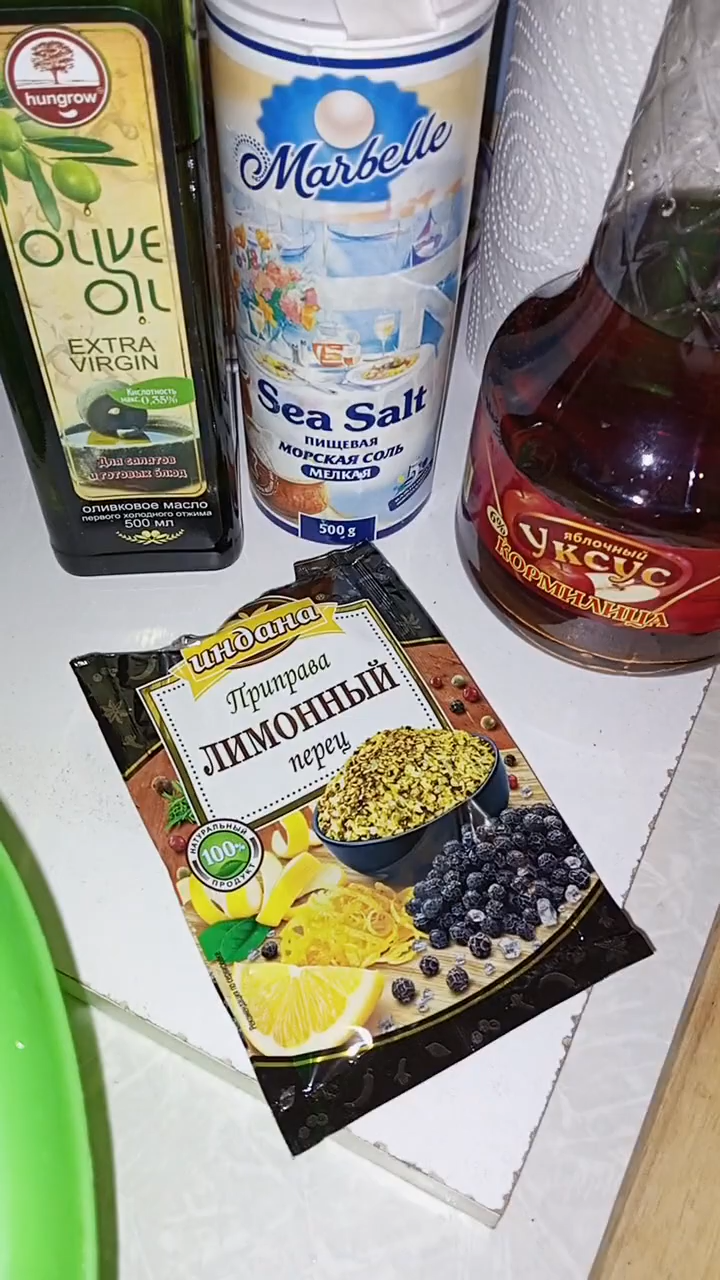 hungrow
OLIVE
OIL
EXTRA
VIRGIN
Кислотность
макс. 0,35%
Для салатов
и готовых блюд
ОЛИВКОВОЕ МАСЛО
первого холодного отжима
500 МЛ
Marbelle
Sea Salt
ПИЩЕВАЯ
МОРСКАЯ СОЛЬ
МЕЛКАЯ
500 g
6%
ЯБЛОЧНЫЙ
Уксус
КОРМИЛИЦА
индана
Приправа
ЛИМОННЫЙ
перец
НАТУРАЛЬНЫЙ
100%
ПРОДУКТ